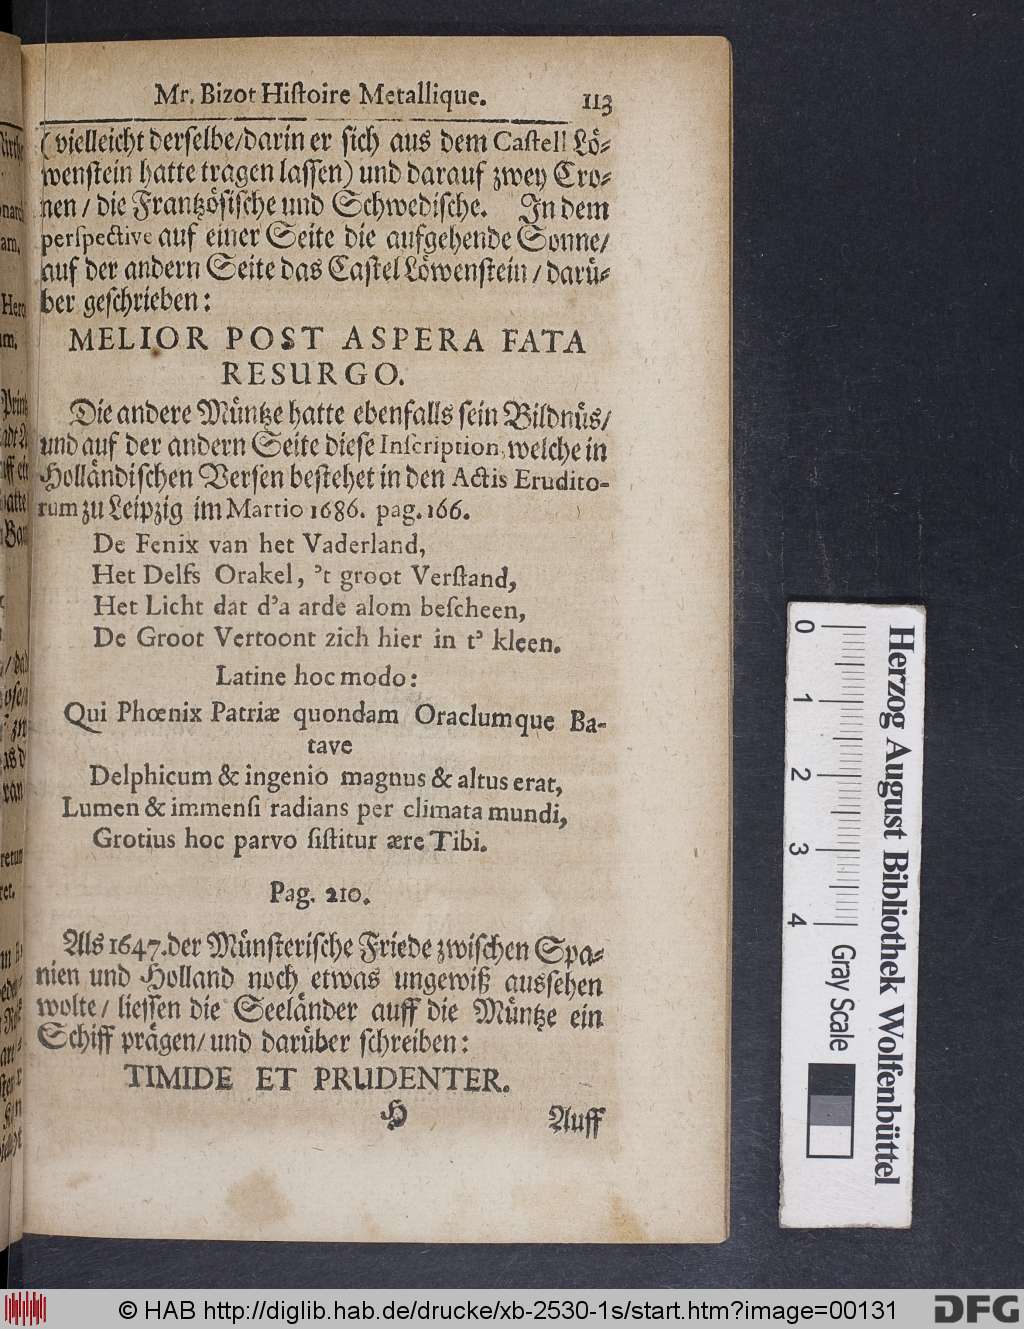 Mr. Bizot Hiſtoire Metallique. 113
(vielleicht derſelbe/darin er ſich aus dem Caſtell Lö-
wenſtein hatte tragen laſſen) und darauf zwey Cro-
nen / die Frantzöſiſche und Schwediſche. In dem
perſpective auf einer Seite die aufgehende Sonne/
auf der andern Seite das Caſtel Löwenſtein / darü-
ber geſchrieben:
MELIOR POST ASPERA FATA
RESURGO.
Die andere Müntze hatte ebenfalls ſein Bildnüs/
und auf der andern Seite dieſe Inſcription, welche in
Holländiſchen Verſen beſtehet in den Actis Erudito-
rum zu Leipzig im Martio 1686. pag. 166.
De Fenix van het Vaderland,
Het Delfs Orakel, 't groot Verſtand,
Het Licht dat d'a arde alom beſcheen,
De Groot Vertoont zich hier in t' kleen.
Latine hoc modo:
Qui Phœnix Patriæ quondam Oraclumque Ba-
tave
Delphicum & ingenio magnus & altus erat,
Lumen & immenſi radians per climata mundi,
Grotius hoc parvo ſiſtitur ære Tibi.
Pag. 210.
Als 1647. der Münſteriſche Friede zwiſchen Spa-
nien und Holland noch etwas ungewiß ausſehen
wolte / lieſſen die Seeländer auff die Müntze ein
Schiff prägen/ und darüber ſchreiben:
TIMIDE ET PRUDENTER.
H Auff
0 1 2 3 4
Gray Scale
Herzog August Bibliothek Wolfenbüttel
© HAB http://diglib.hab.de/drucke/xb-2530-1s/start.htm?image=00131
DFG